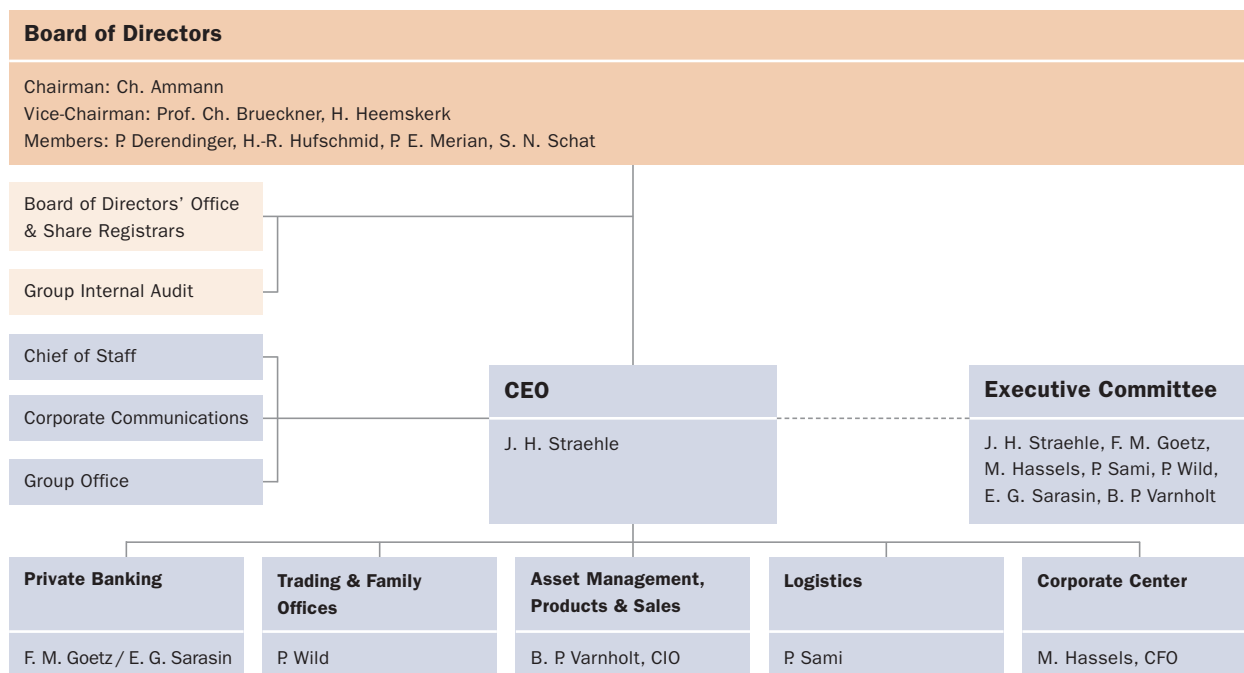 Board of Directors
Chairman: Ch. Ammann
Vice-Chairman: Prof. Ch. Brueckner, H. Heemskerk
Members: P. Derendinger, H.-R. Hufschmid, P. E. Merian, S. N. Schat
Board of Directors’ Office
& Share Registrars
Group Internal Audit
Chief of Staff
Corporate Communications
Group Office
CEO
J. H. Straehle
Executive Committee
J. H. Straehle, F. M. Goetz,
M. Hassels, P. Sami, P. Wild,
E. G. Sarasin, B. P. Varnholt
Private Banking
F. M. Goetz / E. G. Sarasin
Trading & Family
Offices
P. Wild
Asset Management,
Products & Sales
B. P. Varnholt, CIO
Logistics
P. Sami
Corporate Center
M. Hassels, CFO